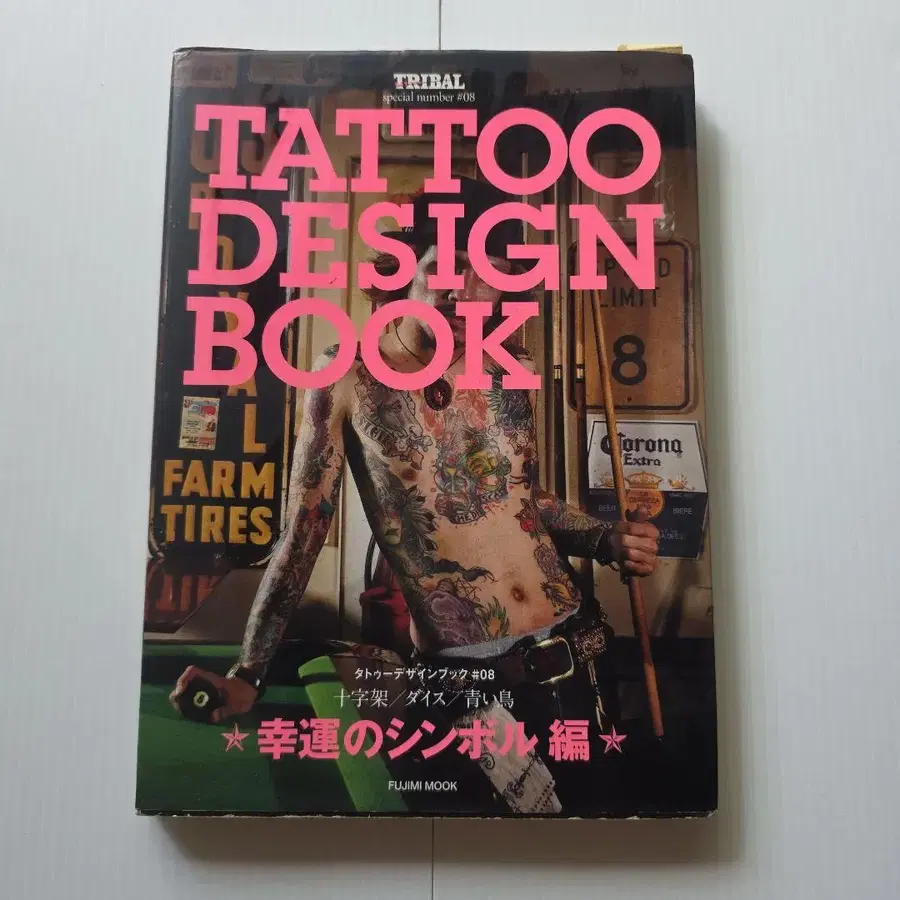 TRIBAL
special number #08
TATTOO
DESIGN
BOOK
LIMIT
8
FARM
TIRES
Corona
Extra
タトゥーデザインブック #08
十字架／ダイス／青い鳥
★幸運のシンボル 編★
FUJIMI MOOK